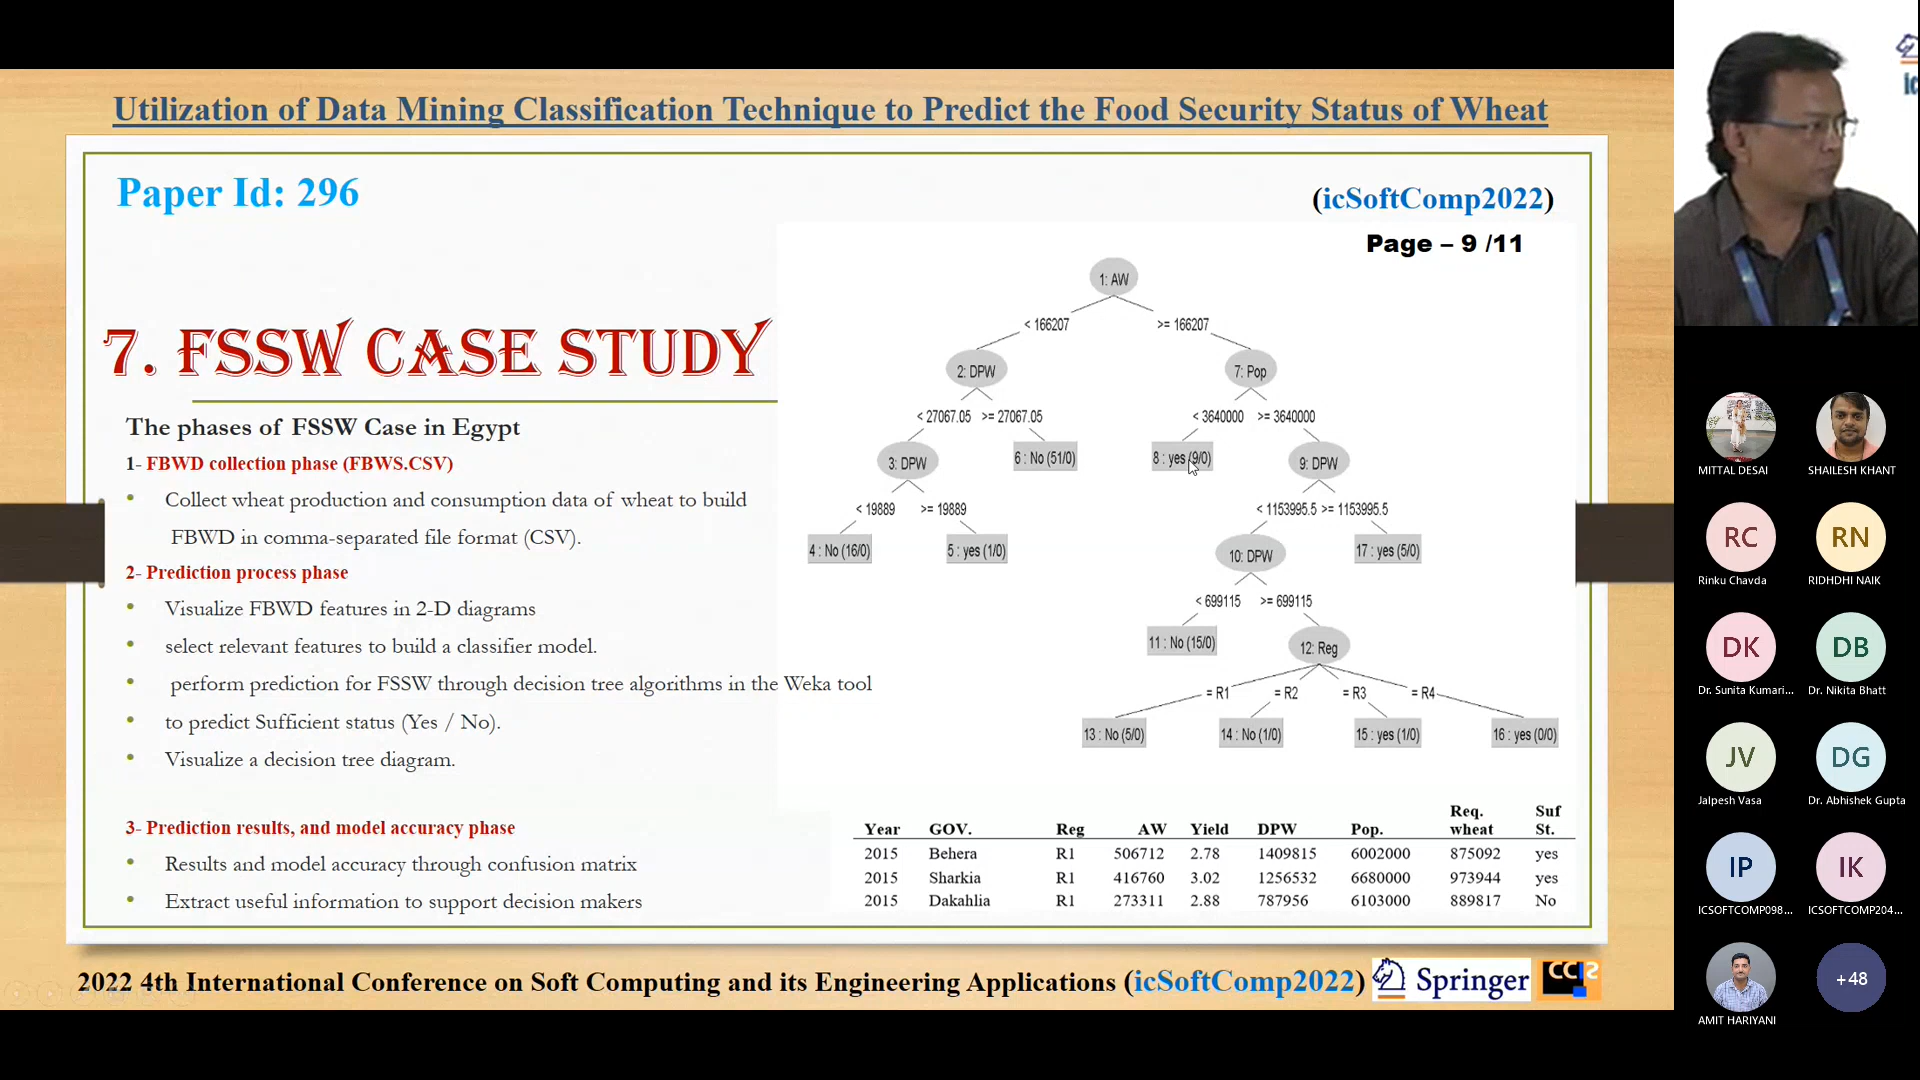 Utilization of Data Mining Classification Technique to Predict the Food Security Status of Wheat
Paper Id: 296
(icSoftComp2022)
Page – 9 /11
7. FSSW CASE STUDY
The phases of FSSW Case in Egypt
1- FBWD collection phase (FBWS.CSV)
• Collect wheat production and consumption data of wheat to build
FBWD in comma-separated file format (CSV).
2- Prediction process phase
• Visualize FBWD features in 2-D diagrams
• select relevant features to build a classifier model.
• perform prediction for FSSW through decision tree algorithms in the Weka tool
• to predict Sufficient status (Yes / No).
• Visualize a decision tree diagram.
3- Prediction results, and model accuracy phase
• Results and model accuracy through confusion matrix
• Extract useful information to support decision makers
1: AW
< 166207 >= 166207
2: DPW 7: Pop
< 27067.05 >= 27067.05 < 3640000 >= 3640000
3: DPW 6 : No (51/0) 8 : yes (9/0) 9: DPW
< 19889 >= 19889 < 1153995.5 >= 1153995.5
4 : No (16/0) 5 : yes (1/0) 10: DPW 17 : yes (5/0)
< 699115 >= 699115
11 : No (15/0) 12: Reg
= R1 = R2 = R3 = R4
13 : No (5/0) 14 : No (1/0) 15 : yes (1/0) 16 : yes (0/0)
Year GOV. Reg AW Yield DPW Pop. Req. wheat Suf St.
2015 Behera R1 506712 2.78 1409815 6002000 875092 yes
2015 Sharkia R1 416760 3.02 1256532 6680000 973944 yes
2015 Dakahlia R1 273311 2.88 787956 6103000 889817 No
2022 4th International Conference on Soft Computing and its Engineering Applications (icSoftComp2022)
Springer
CCIS
ic
MITTAL DESAI
SHAILESH KHANT
RC
Rinku Chavda
RN
RIDHDHI NAIK
DK
Dr. Sunita Kumari...
DB
Dr. Nikita Bhatt
JV
Jalpesh Vasa
DG
Dr. Abhishek Gupta
IP
ICSOFTCOMP098...
IK
ICSOFTCOMP204...
AMIT HARIYANI
+48